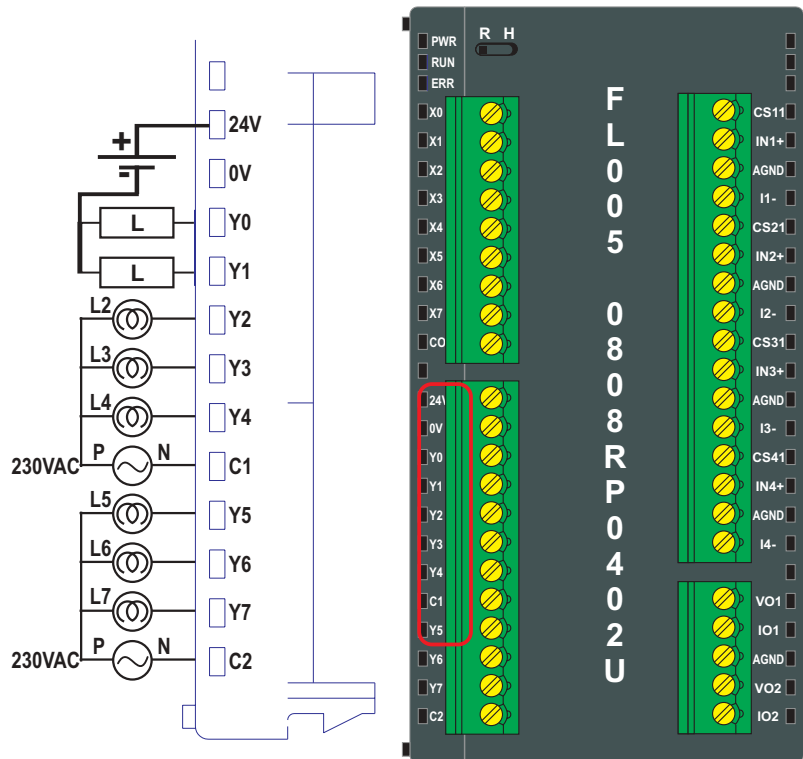 +
24V
-
0V
L
Y0
L
Y1
L2
Y2
L3
Y3
L4
Y4
230VAC P N C1
L5
Y5
L6
Y6
L7
Y7
230VAC P N C2
PWR
R H
RUN
ERR
X0
X1
X2
X3
X4
X5
X6
X7
CO
24V
0V
Y0
Y1
Y2
Y3
Y4
C1
Y5
Y6
Y7
C2
FL005 0808RP0402U
CS11
IN1+
AGND
I1-
CS21
IN2+
AGND
I2-
CS31
IN3+
AGND
I3-
CS41
IN4+
AGND
I4-
VO1
IO1
AGND
VO2
IO2